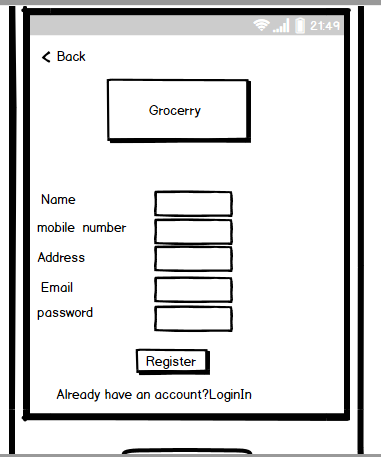 21:49
Back
Grocerry
Name
mobile number
Address
Email
password
Register
Already have an account?LoginIn